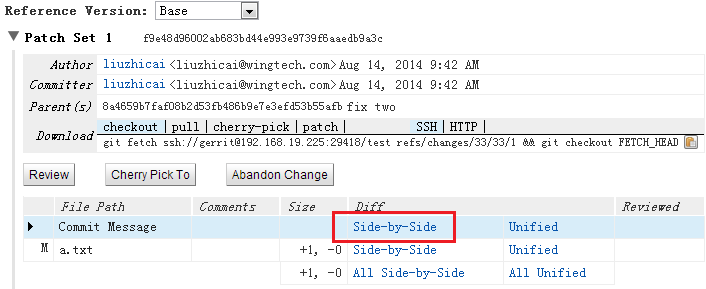 Reference Version: Base
Patch Set 1 f9e48d96002ab683bd44e993e9739f6aaedb9a3c
Author liuzhicai <liuzhicai@wingtech.com> Aug 14, 2014 9:42 AM
Committer liuzhicai <liuzhicai@wingtech.com> Aug 14, 2014 9:42 AM
Parent(s) 8a4659b7faf08b2d53fb486b9e7e3efd53b55afb fix two
Download checkout | pull | cherry-pick | patch | SSH | HTTP |
git fetch ssh://gerrit@192.168.19.225:29418/test refs/changes/33/33/1 && git checkout FETCH_HEAD
Review Cherry Pick To Abandon Change
File Path Comments Size Diff Reviewed
Commit Message Side-by-Side Unified
M a.txt +1, -0 Side-by-Side Unified
+1, -0 All Side-by-Side All Unified